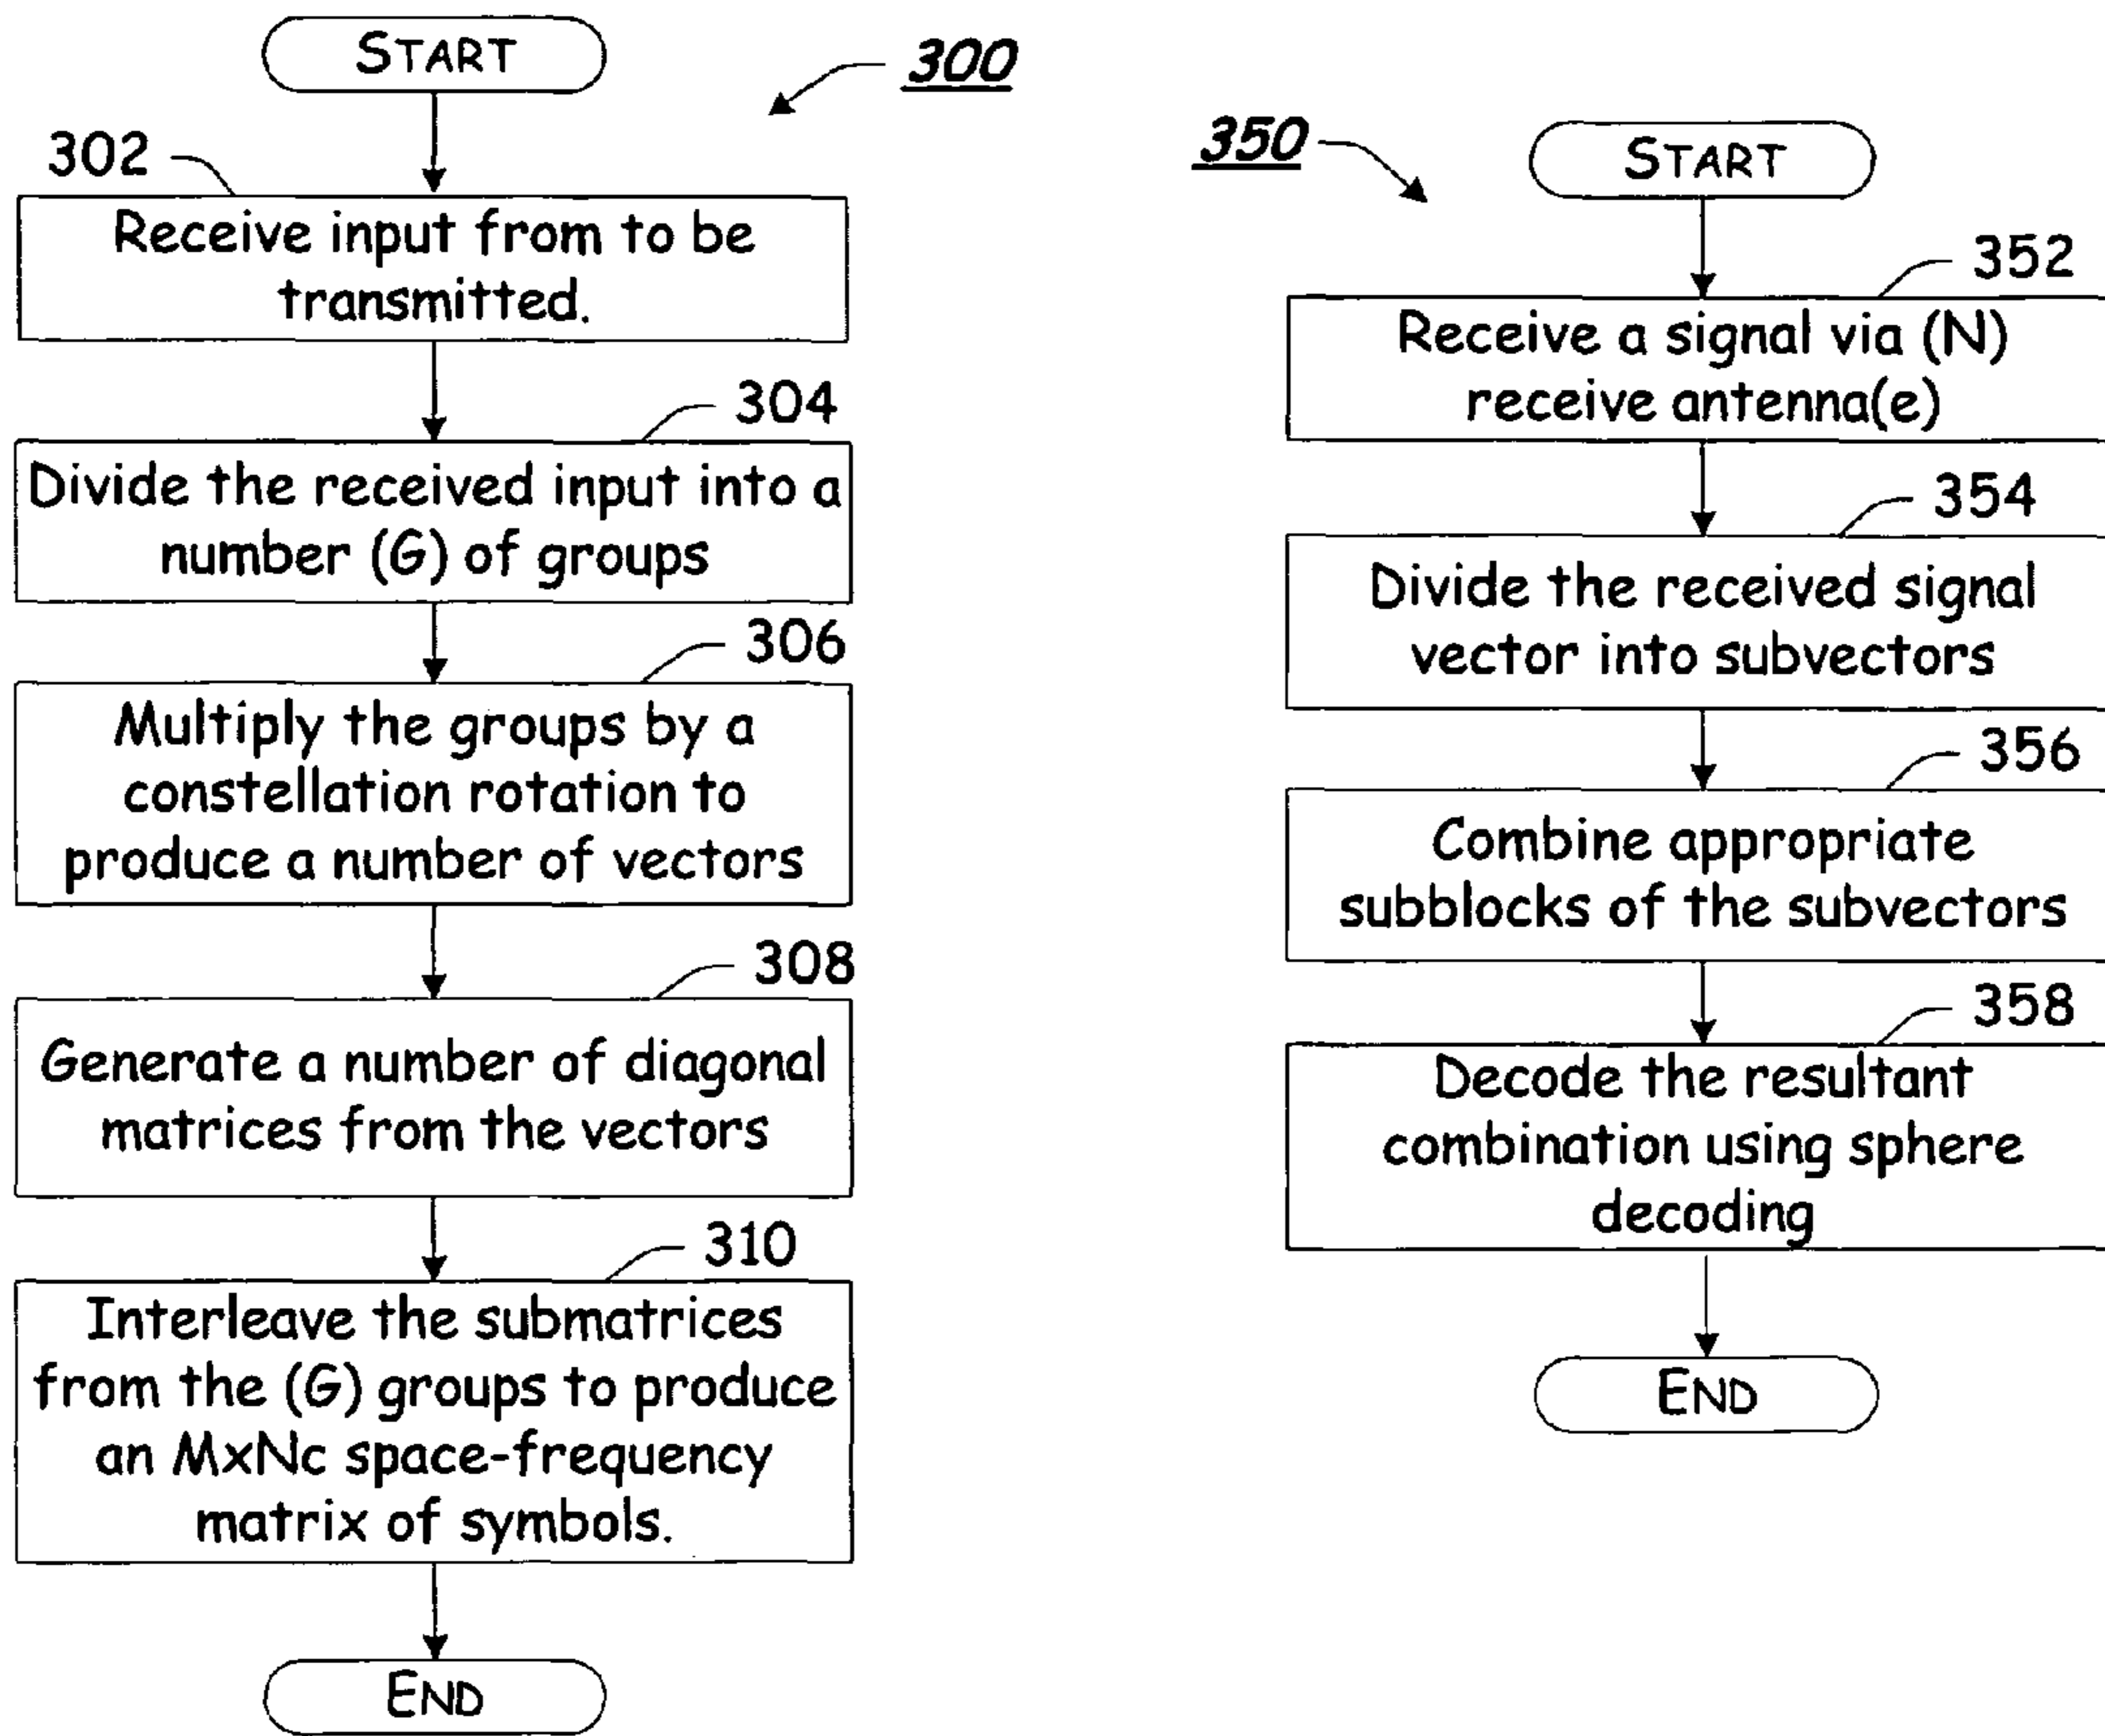 START
300
302
Receive input from to be
transmitted.
304
Divide the received input into a
number (G) of groups
306
Multiply the groups by a
constellation rotation to
produce a number of vectors
308
Generate a number of diagonal
matrices from the vectors
310
Interleave the submatrices
from the (G) groups to produce
an MxNc space-frequency
matrix of symbols.
END
350
START
352
Receive a signal via (N)
receive antenna(e)
354
Divide the received signal
vector into subvectors
356
Combine appropriate
subblocks of the subvectors
358
Decode the resultant
combination using sphere
decoding
END